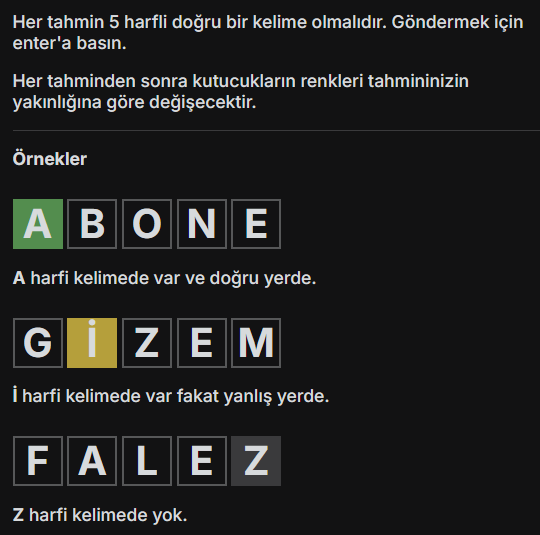 Her tahmin 5 harfli doğru bir kelime olmalıdır. Göndermek için
enter'a basın.
Her tahminden sonra kutucukların renkleri tahmininizin
yakınlığına göre değişecektir.
Örnekler
A B O N E
A harfi kelimede var ve doğru yerde.
G İ Z E M
İ harfi kelimede var fakat yanlış yerde.
F A L E Z
Z harfi kelimede yok.